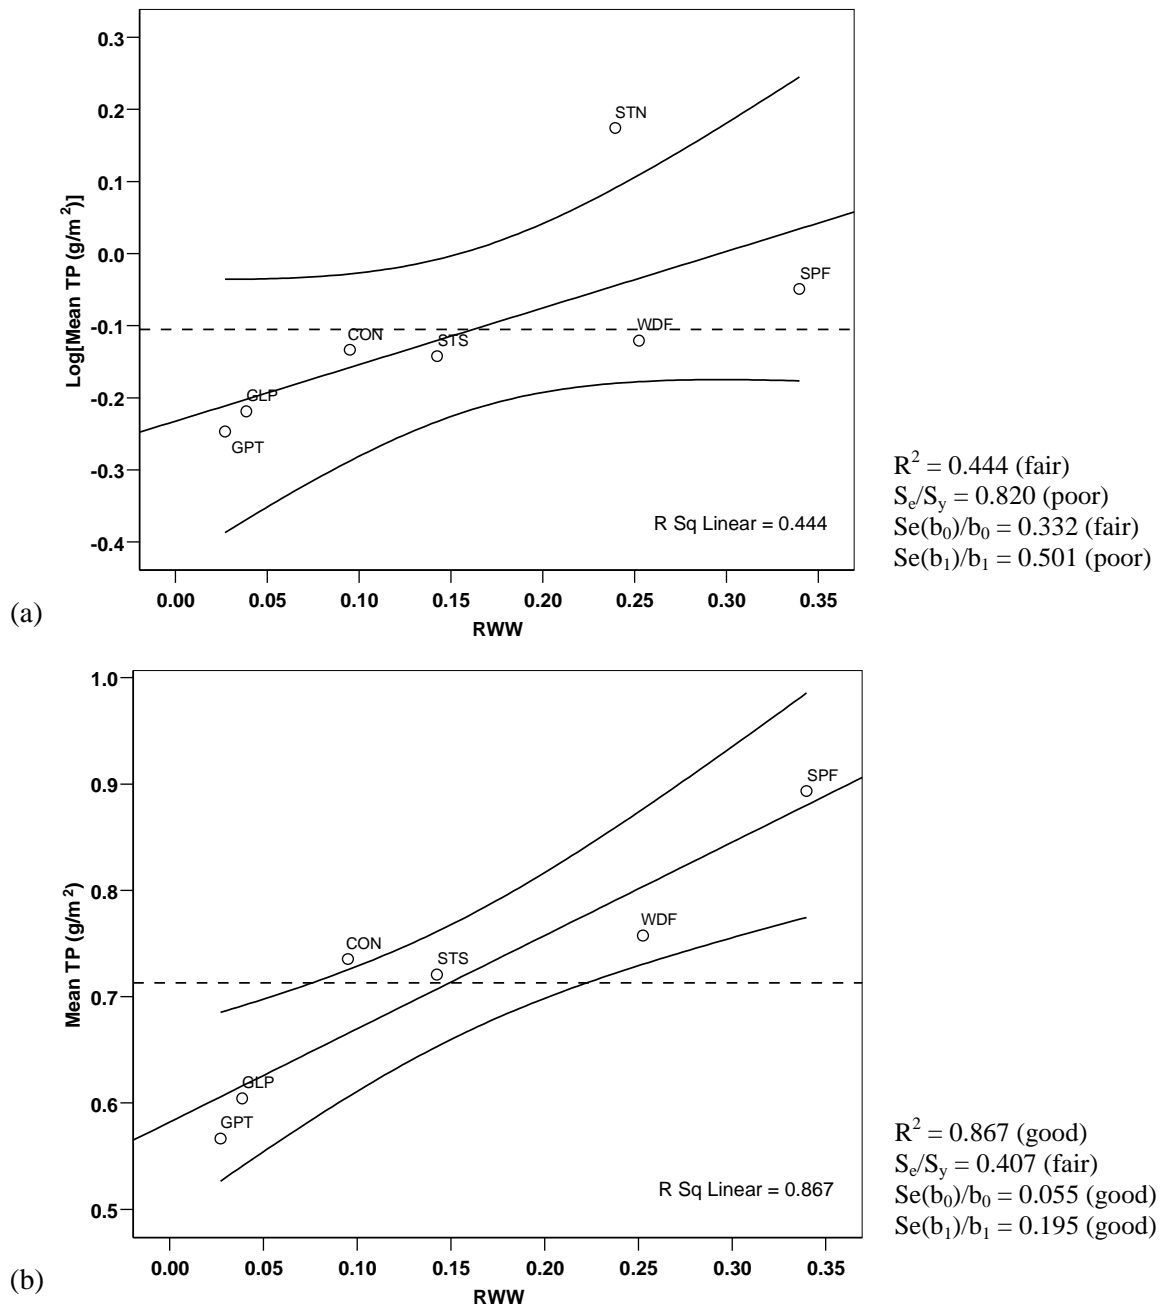 0.3
0.2
0.1
0.0
-0.1
-0.2
-0.3
-0.4
Log[Mean TP (g/m²)]
STN
SPF
WDF
CON
STS
GLP
GPT
R Sq Linear = 0.444
0.00 0.05 0.10 0.15 0.20 0.25 0.30 0.35
RWW
(a)
R² = 0.444 (fair)
Sₑ/Sᵧ = 0.820 (poor)
Se(b₀)/b₀ = 0.332 (fair)
Se(b₁)/b₁ = 0.501 (poor)
1.0
0.9
0.8
0.7
0.6
0.5
Mean TP (g/m²)
SPF
WDF
CON
STS
GLP
GPT
R Sq Linear = 0.867
0.00 0.05 0.10 0.15 0.20 0.25 0.30 0.35
RWW
(b)
R² = 0.867 (good)
Sₑ/Sᵧ = 0.407 (fair)
Se(b₀)/b₀ = 0.055 (good)
Se(b₁)/b₁ = 0.195 (good)